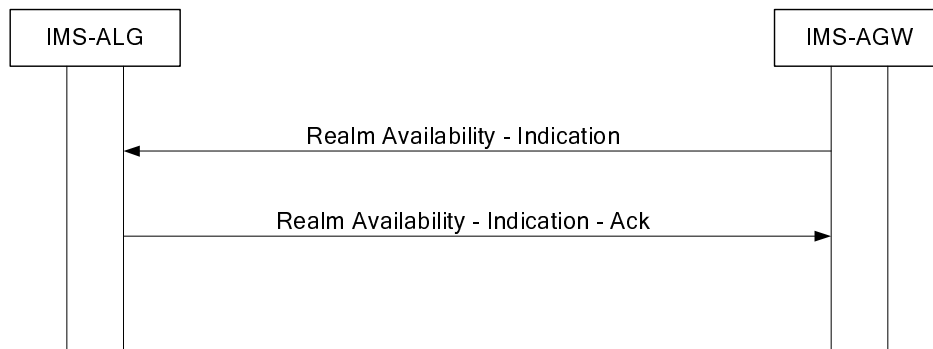 IMS-ALG
IMS-AGW
Realm Availability - Indication
Realm Availability - Indication - Ack